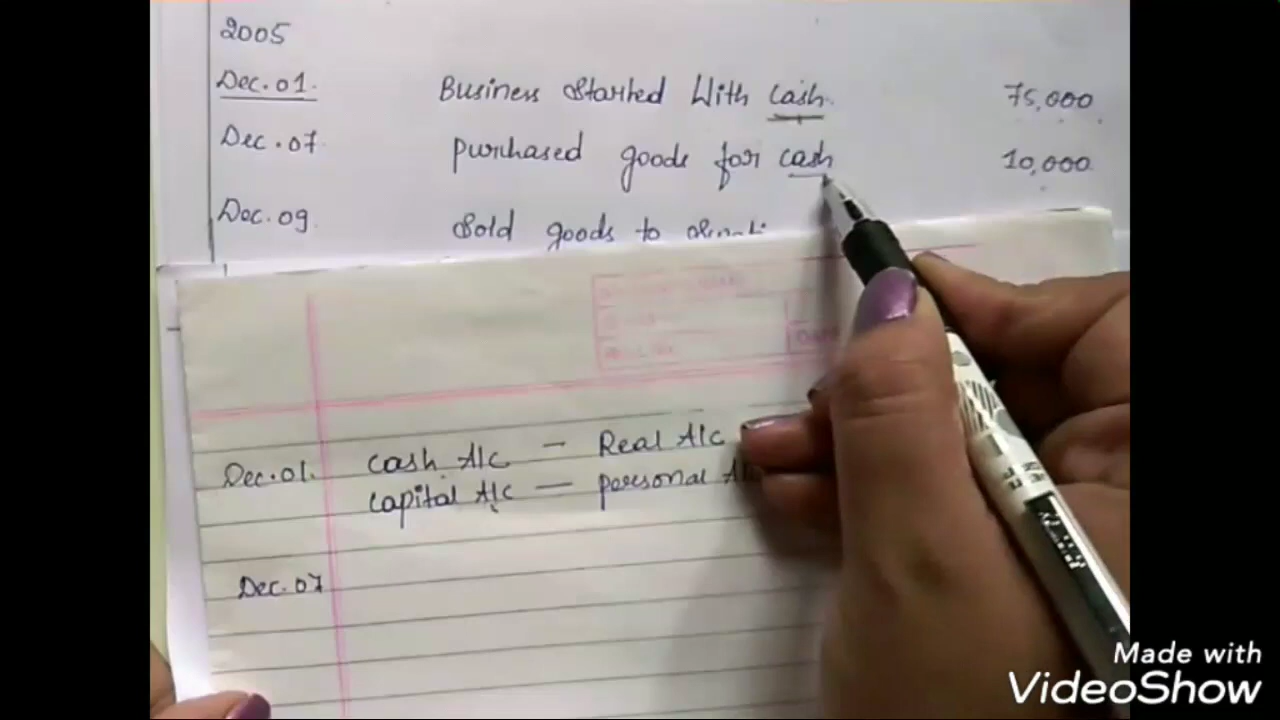 2005
Dec. 01. Business Started With cash. 75,000
Dec. 07 purchased goods for cash 10,000
Dec. 09 Sold goods to
Dec. 01. Cash A/c — Real A/c
Capital A/c — personal
Dec. 07
Made with
VideoShow